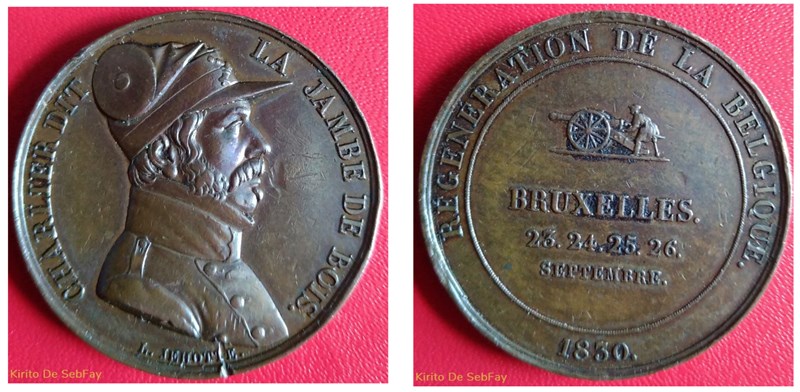 CHARLIER DIT LA JAMBE DE BOIS.
L. JEHOTTE.
Kirito De SebFay
REGENERATION DE LA BELGIQUE.
BRUXELLES.
23. 24. 25. 26.
SEPTEMBRE.
1830.
Kirito De SebFay